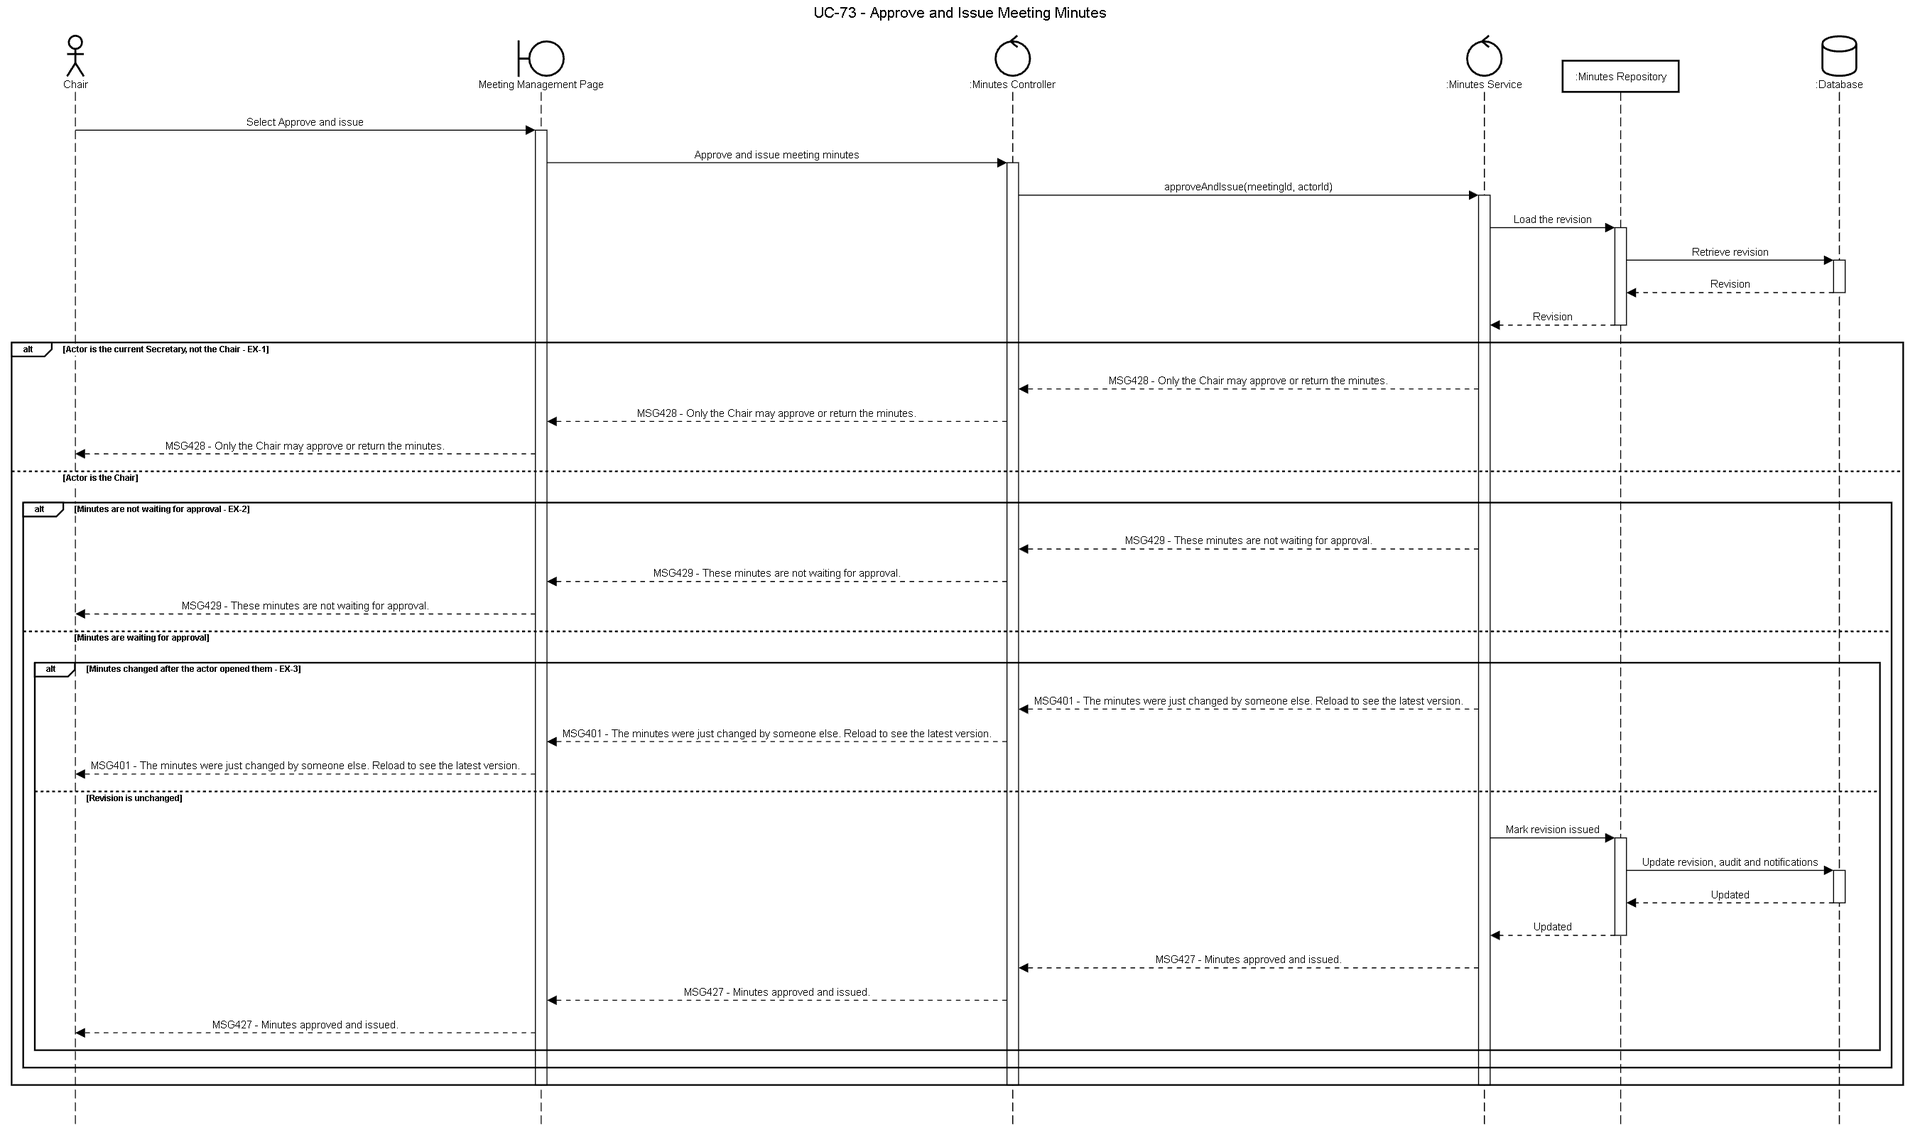 UC-73 - Approve and Issue Meeting Minutes
Chair
Meeting Management Page
:Minutes Controller
:Minutes Service
:Minutes Repository
:Database
Select Approve and issue
Approve and issue meeting minutes
approveAndIssue(meetingId, actorId)
Load the revision
Retrieve revision
Revision
Revision
alt
[Actor is the current Secretary, not the Chair - EX-1]
MSG428 - Only the Chair may approve or return the minutes.
MSG428 - Only the Chair may approve or return the minutes.
MSG428 - Only the Chair may approve or return the minutes.
[Actor is the Chair]
alt
[Minutes are not waiting for approval - EX-2]
MSG429 - These minutes are not waiting for approval.
MSG429 - These minutes are not waiting for approval.
MSG429 - These minutes are not waiting for approval.
[Minutes are waiting for approval]
alt
[Minutes changed after the actor opened them - EX-3]
MSG401 - The minutes were just changed by someone else. Reload to see the latest version.
MSG401 - The minutes were just changed by someone else. Reload to see the latest version.
MSG401 - The minutes were just changed by someone else. Reload to see the latest version.
[Revision is unchanged]
Mark revision issued
Update revision, audit and notifications
Updated
Updated
MSG427 - Minutes approved and issued.
MSG427 - Minutes approved and issued.
MSG427 - Minutes approved and issued.